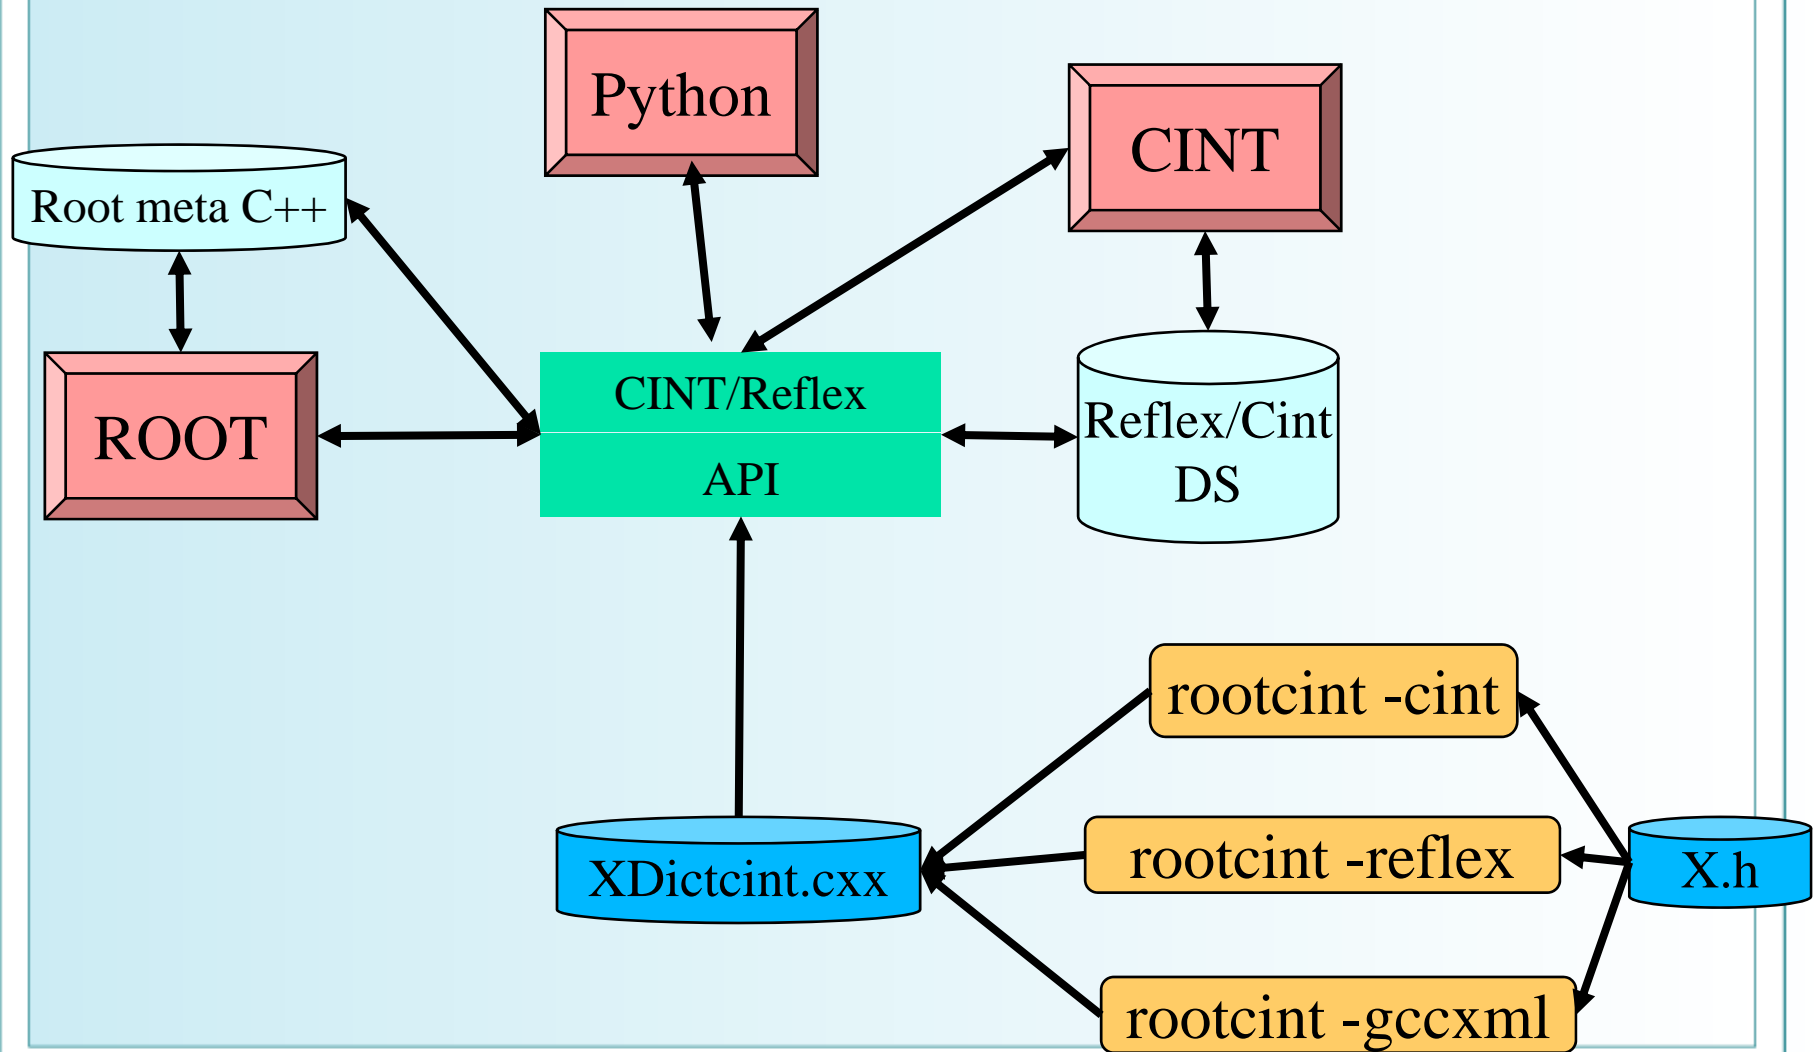 Python
CINT
Root meta C++
CINT/Reflex
ROOT
API
Reflex/Cint
DS
rootcint -cint
rootcint -reflex
XDictcint.cxx
X.h
rootcint -gccxml